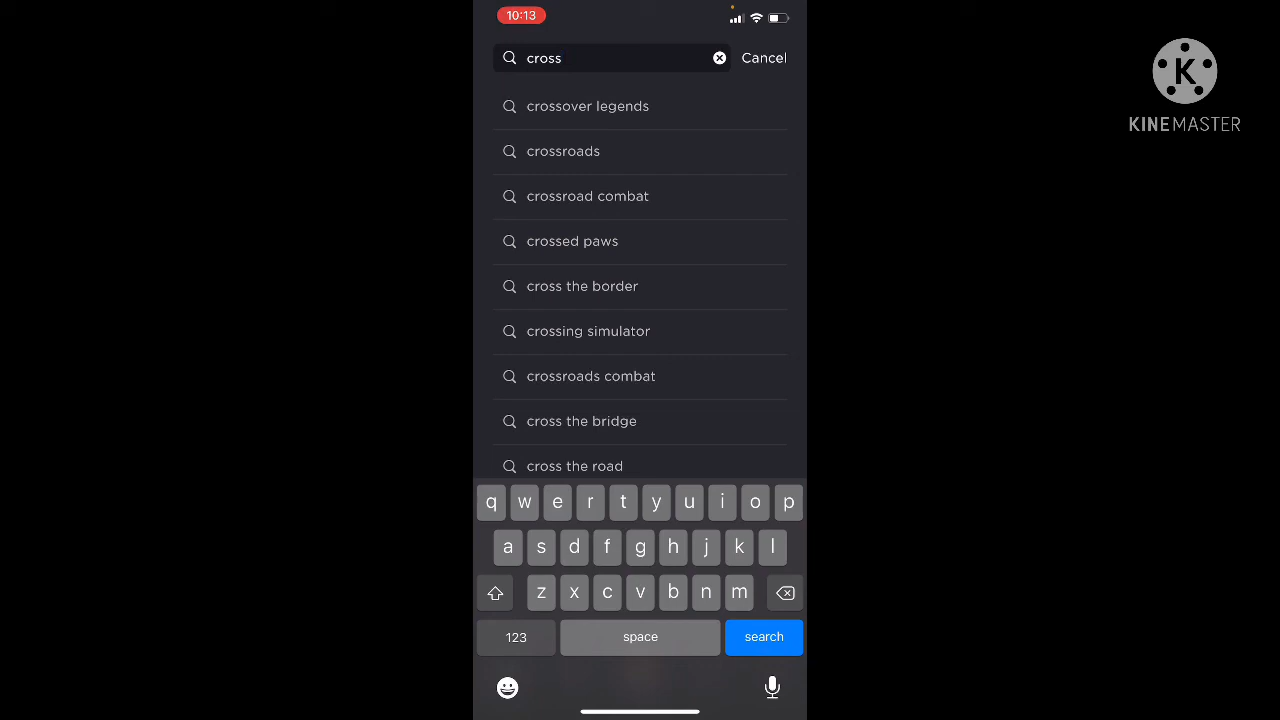 10:13
cross
Cancel
crossover legends
crossroads
crossroad combat
crossed paws
cross the border
crossing simulator
crossroads combat
cross the bridge
cross the road
q w e r t y u i o p
a s d f g h j k l
z x c v b n m
123 space search
K
KINEMASTER